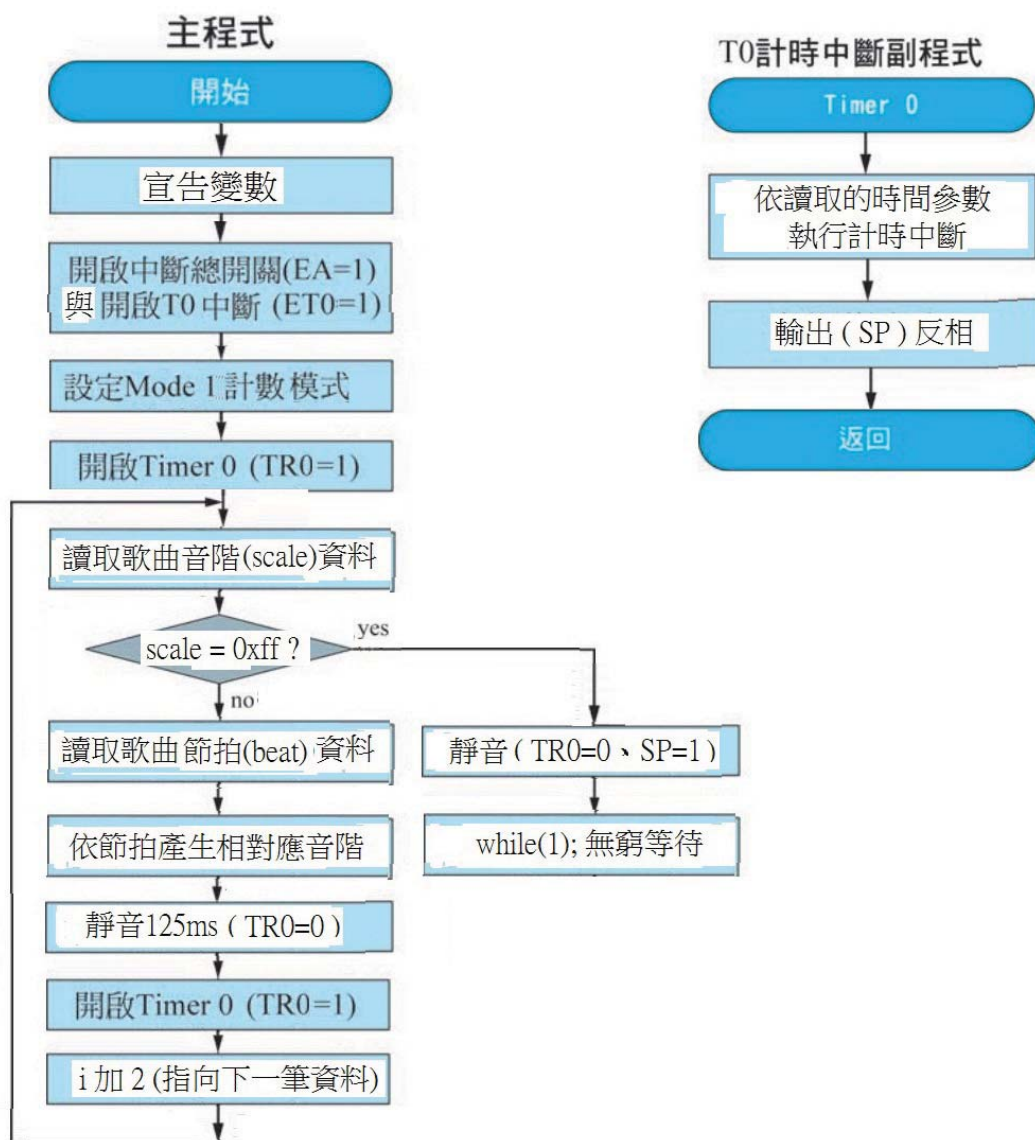 主程式
開始
宣告變數
開啟中斷總開關(EA=1)
與開啟T0 中斷 (ET0=1)
設定Mode 1 計數模式
開啟Timer 0 (TR0=1)
讀取歌曲音階(scale)資料
scale = 0xff ?
yes
no
讀取歌曲節拍(beat) 資料
依節拍產生相對應音階
靜音125ms ( TR0=0 )
開啟Timer 0 (TR0=1)
i 加 2 (指向下一筆資料)
靜音 ( TR0=0、SP=1 )
while(1); 無窮等待
T0計時中斷副程式
Timer 0
依讀取的時間參數
執行計時中斷
輸出 ( SP ) 反相
返回